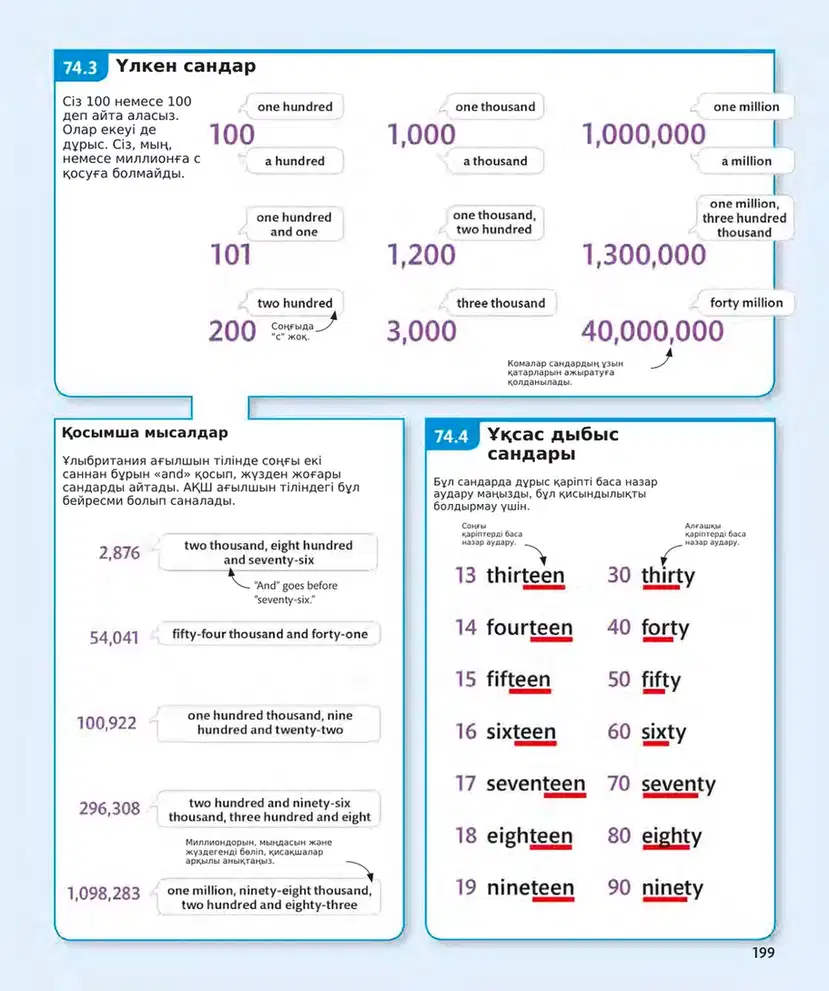 74.3 Үлкен сандар
Сіз 100 немесе 100
деп айта аласыз.
Олар екеуі де
дұрыс. Сіз, мың,
немесе миллионға с
қосуға болмайды.
one hundred
100
a hundred
one thousand
1,000
a thousand
one million
1,000,000
a million
one hundred
and one
101
one thousand,
two hundred
1,200
one million,
three hundred
thousand
1,300,000
two hundred
200
Соңғыда
"с" жоқ.
three thousand
3,000
forty million
40,000,000
Комалар сандардың ұзын
қатарларын ажыратуға
қолданылады.
Қосымша мысалдар
Ұлыбритания ағылшын тілінде соңғы екі
саннан бұрын «and» қосып, жүзден жоғары
сандарды айтады. АҚШ ағылшын тіліндегі бұл
бейресми болып саналады.
2,876
two thousand, eight hundred
and seventy-six
"And" goes before
"seventy-six."
54,041
fifty-four thousand and forty-one
100,922
one hundred thousand, nine
hundred and twenty-two
296,308
two hundred and ninety-six
thousand, three hundred and eight
Миллиондорын, мыңдасын және
жүздегенді бөліп, қисақшалар
арқылы анықтаңыз.
1,098,283
one million, ninety-eight thousand,
two hundred and eighty-three
74.4 Ұқсас дыбыс
сандары
Бұл сандарда дұрыс қаріпті баса назар
аудару маңызды, бұл қисындылықты
болдырмау үшін.
Соңғы
қаріптерді баса
назар аудару.
Алғашқы
қаріптерді баса
назар аудару.
13 thirteen 30 thirty
14 fourteen 40 forty
15 fifteen 50 fifty
16 sixteen 60 sixty
17 seventeen 70 seventy
18 eighteen 80 eighty
19 nineteen 90 ninety
199